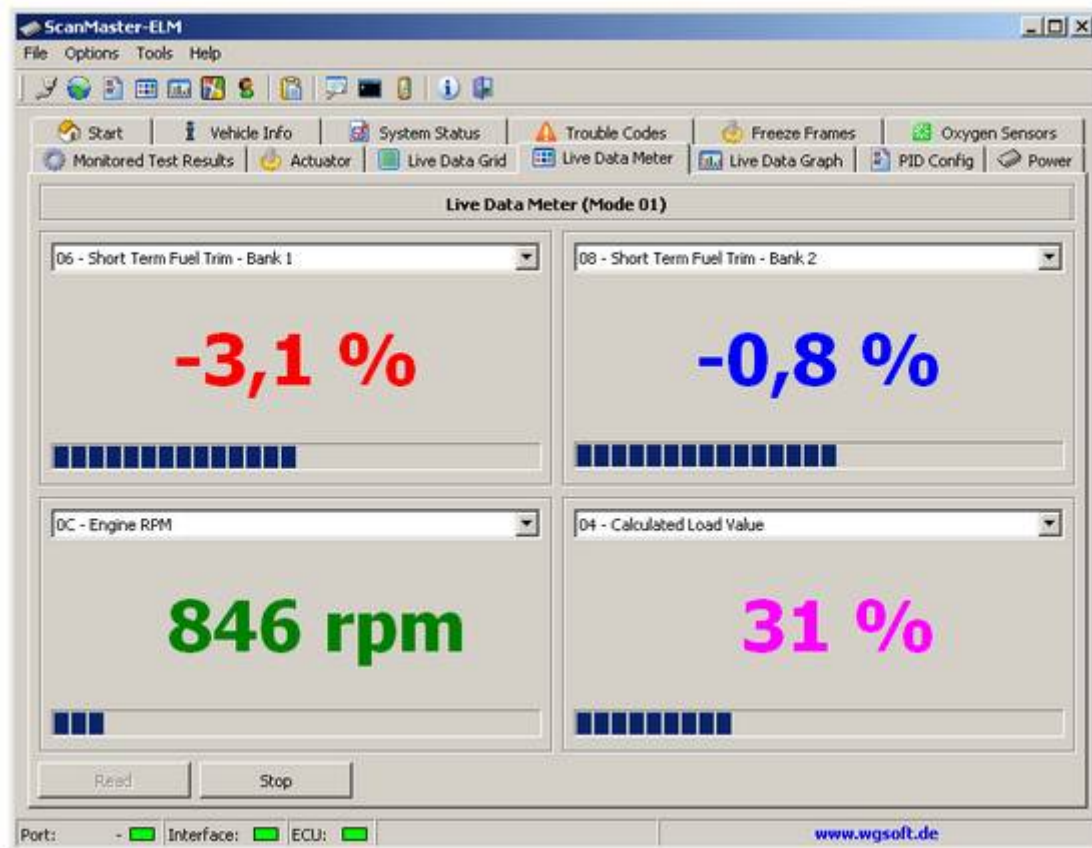 ScanMaster-ELM
File Options Tools Help
Start Vehicle Info System Status Trouble Codes Freeze Frames Oxygen Sensors
Monitored Test Results Actuator Live Data Grid Live Data Meter Live Data Graph PID Config Power
Live Data Meter (Mode 01)
06 - Short Term Fuel Trim - Bank 1 08 - Short Term Fuel Trim - Bank 2
-3,1 % -0,8 %
0C - Engine RPM 04 - Calculated Load Value
846 rpm 31 %
Read Stop
Port: - Interface: ECU: www.wgsoft.de